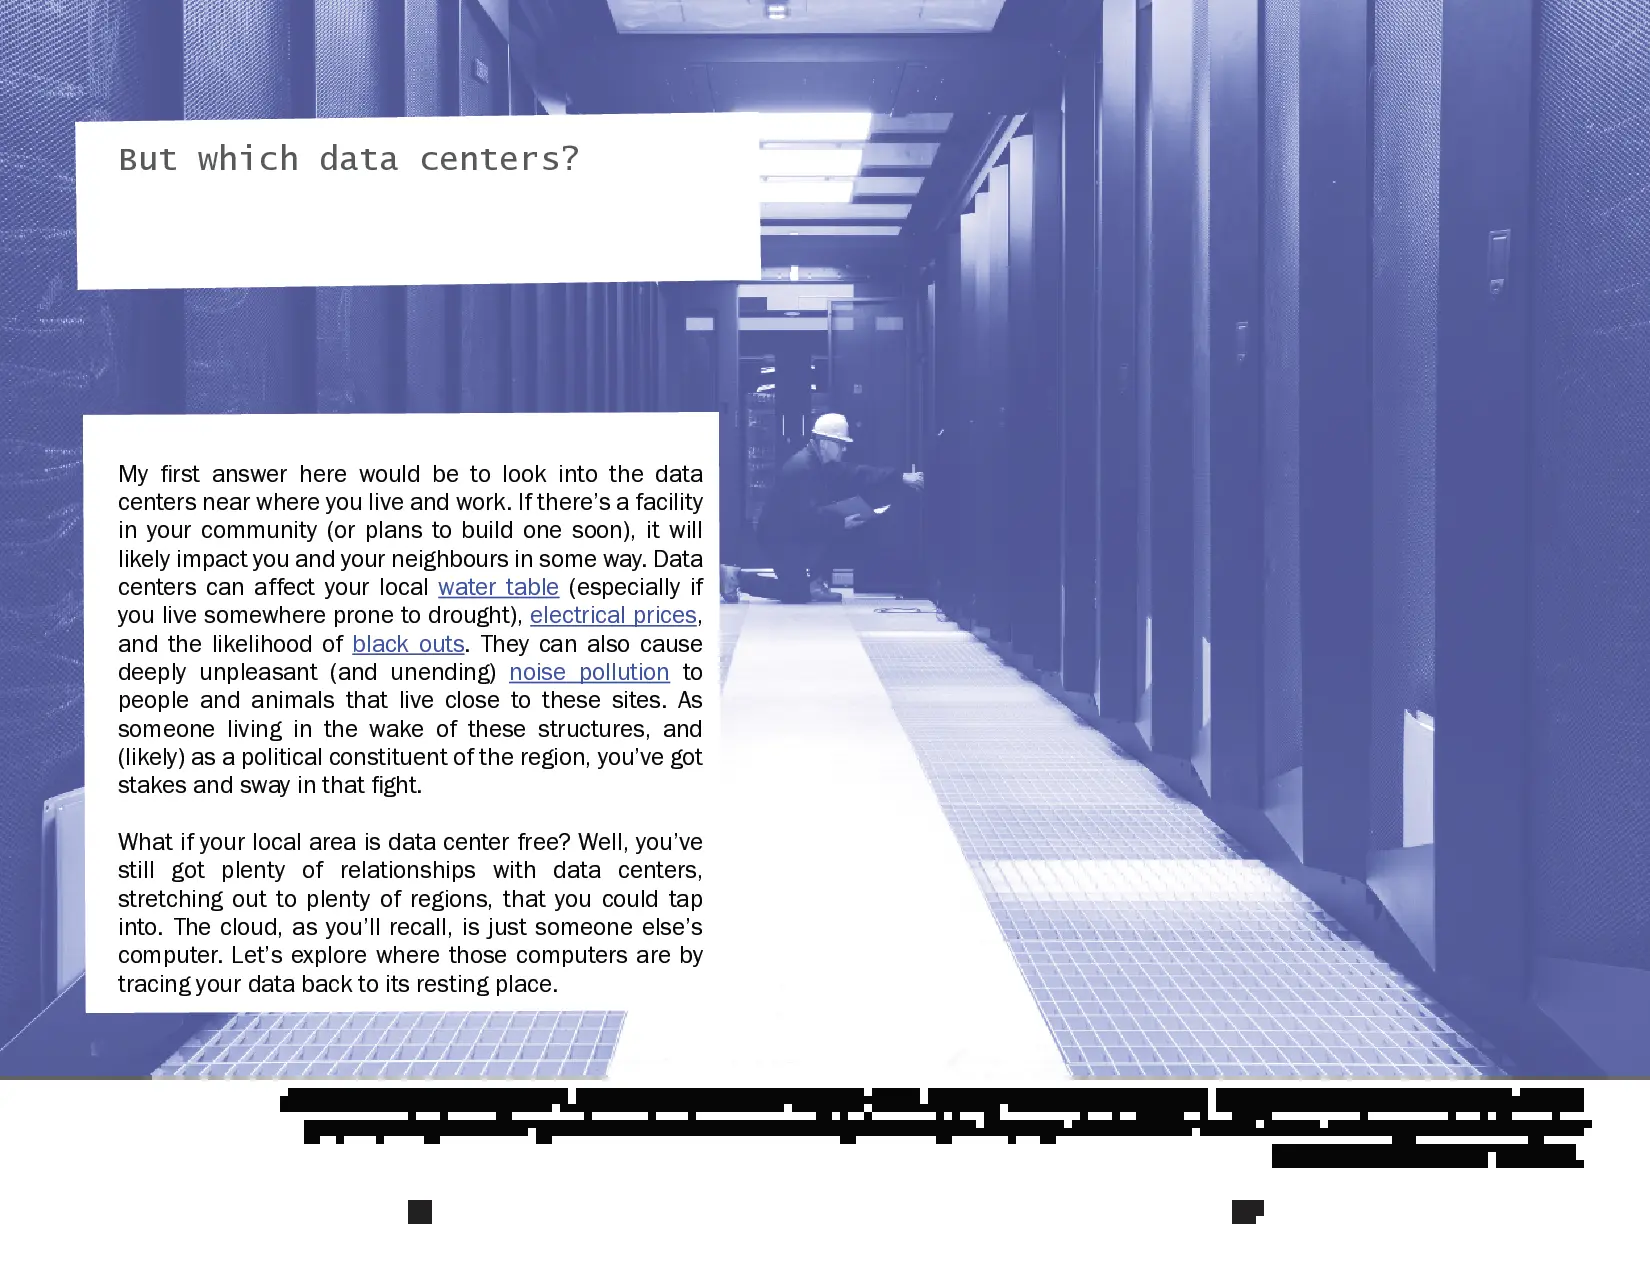 But which data centers?
My first answer here would be to look into the data
centers near where you live and work. If there's a facility
in your community (or plans to build one soon), it will
likely impact you and your neighbours in some way. Data
centers can affect your local water table (especially if
you live somewhere prone to drought), electrical prices,
and the likelihood of black outs. They can also cause
deeply unpleasant (and unending) noise pollution to
people and animals that live close to these sites. As
someone living in the wake of these structures, and
(likely) as a political constituent of the region, you've got
stakes and sway in that fight.
What if your local area is data center free? Well, you've
still got plenty of relationships with data centers,
stretching out to plenty of regions, that you could tap
into. The cloud, as you'll recall, is just someone else's
computer. Let's explore where those computers are by
tracing your data back to its resting place.